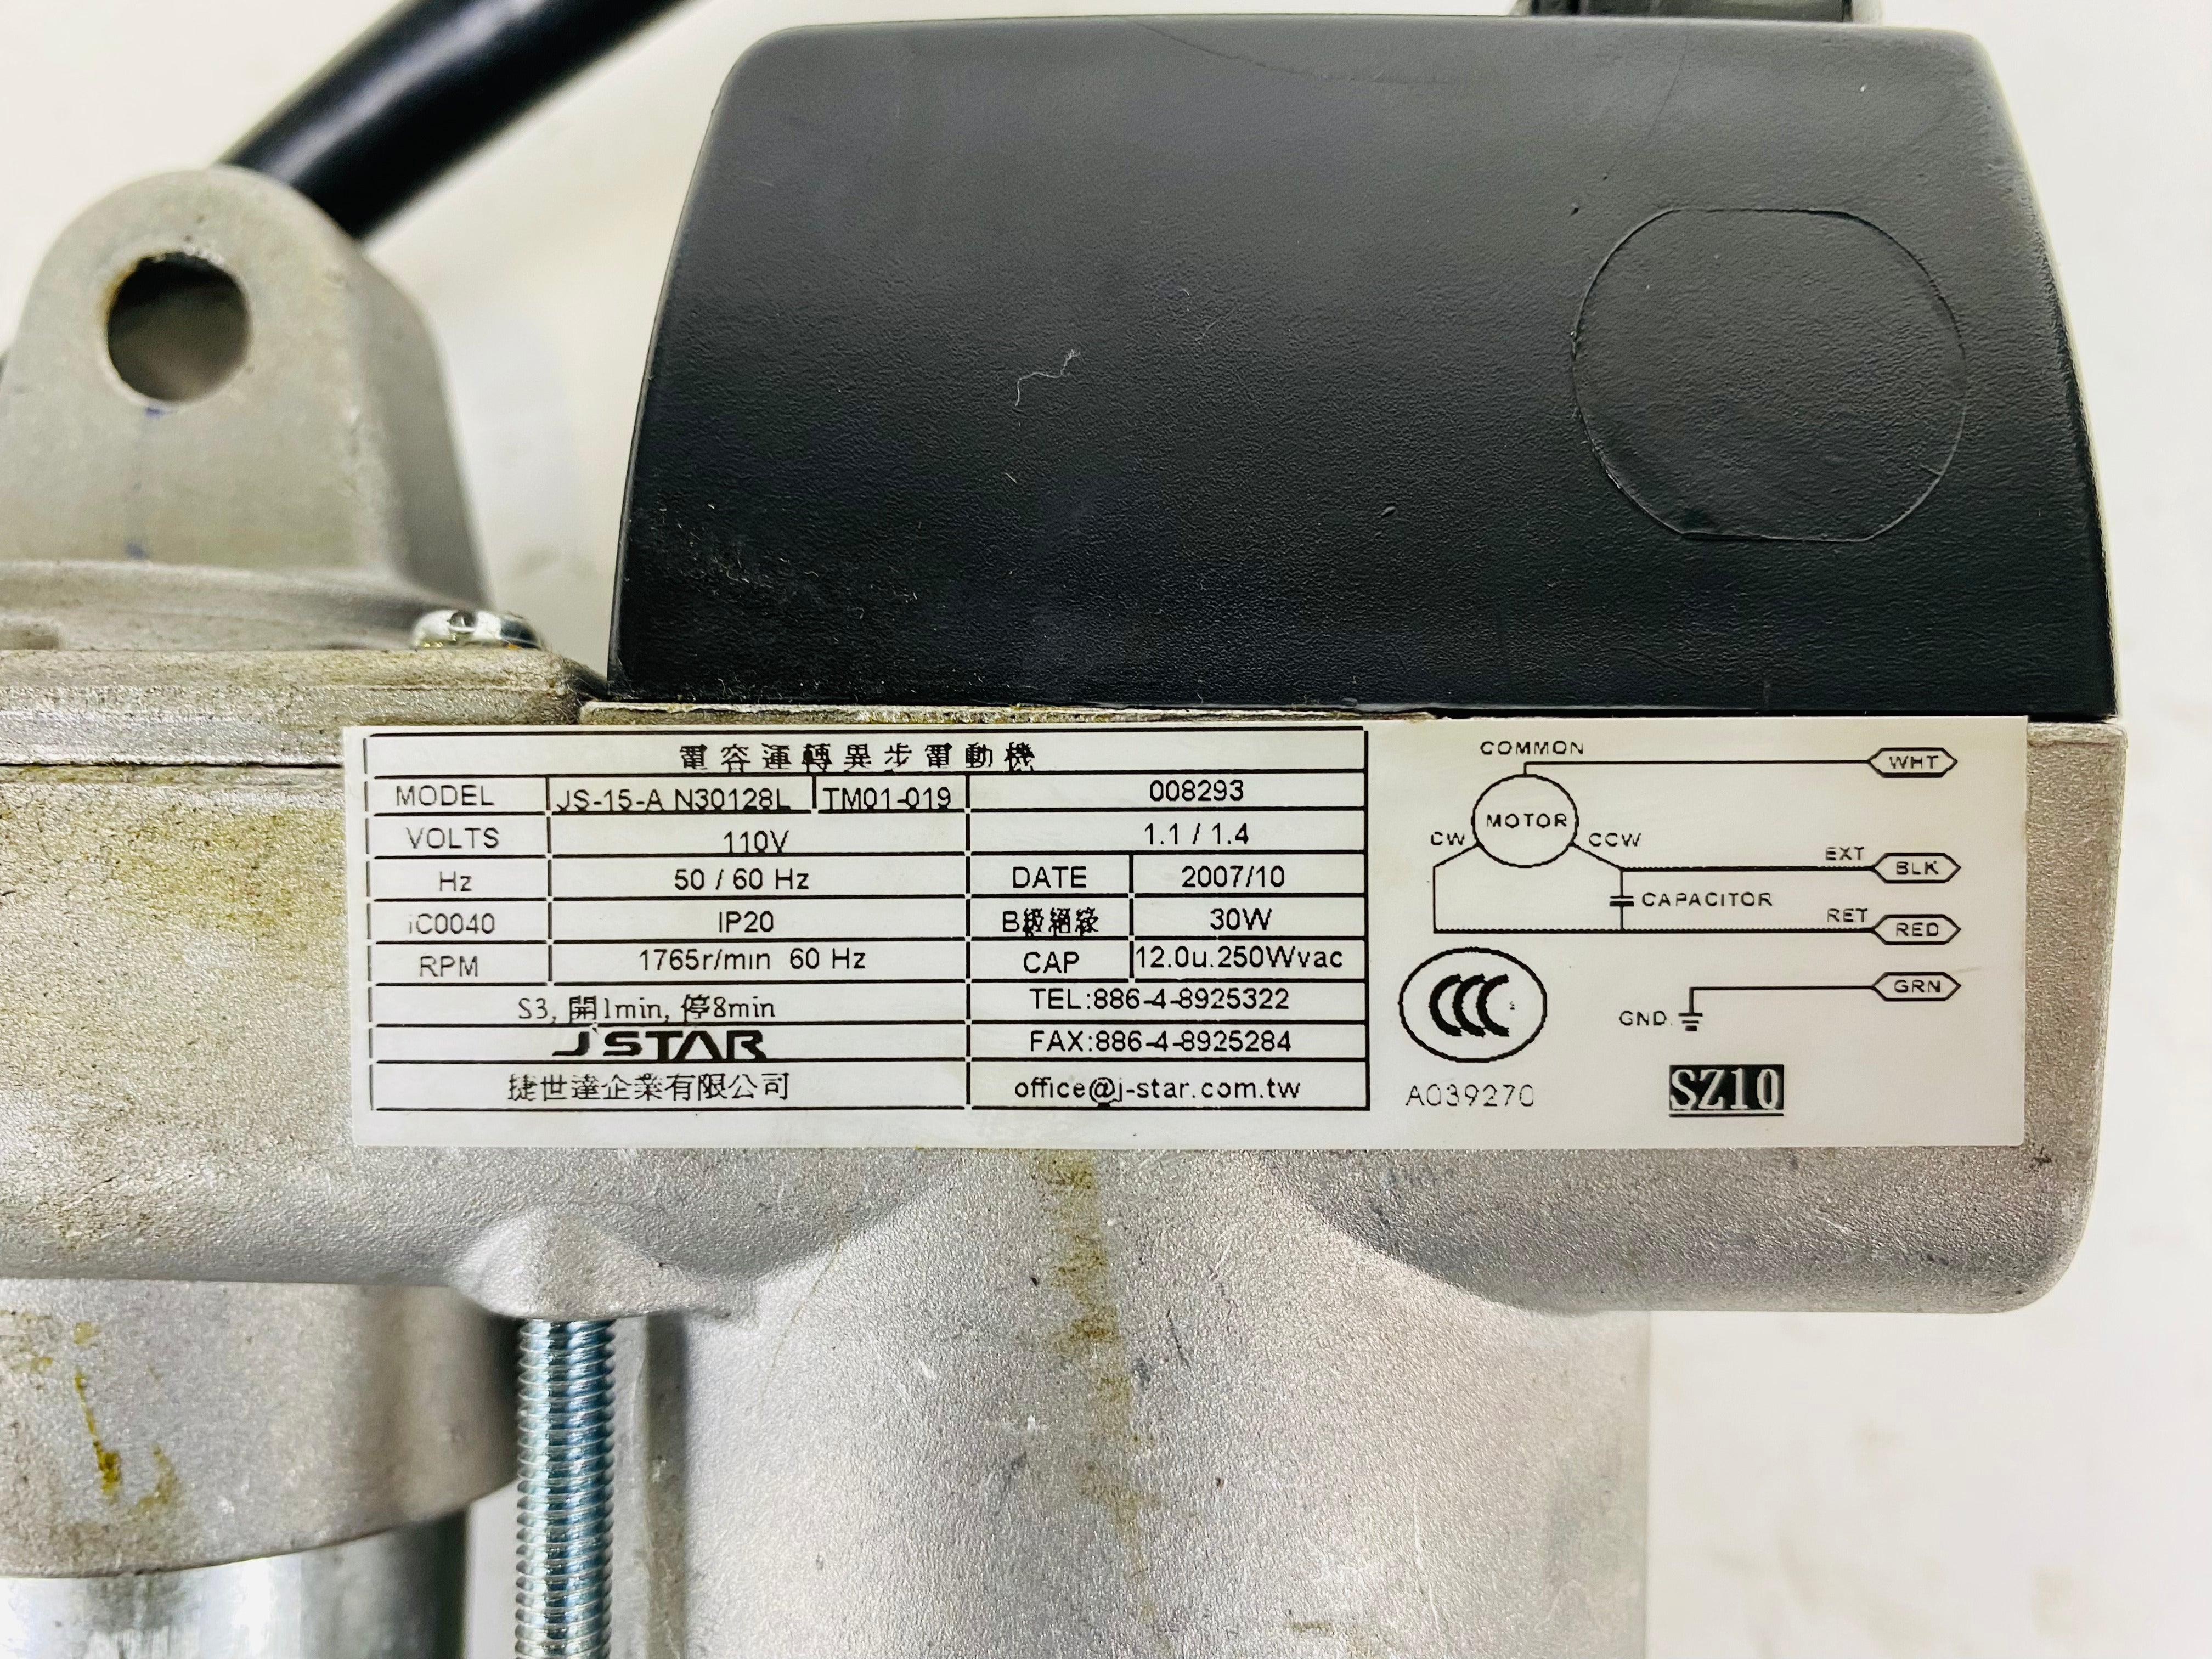 電容運轉異步電動機
MODEL JS-15-A N30128L TM01-019 008293
VOLTS 110V 1.1 / 1.4
Hz 50 / 60 Hz DATE 2007/10
iC0040 IP20 B級絕緣 30W
RPM 1765r/min 60 Hz CAP 12.0u.250Wvac
S3, 開1min, 停8min TEL:886-4-8925322
J'STAR FAX:886-4-8925284
捷世達企業有限公司 office@j-star.com.tw
COMMON
WHT
MOTOR
CW
CCW
EXT
BLK
CAPACITOR
RET
RED
GRN
GND.
CCC S
A039270
SZ10